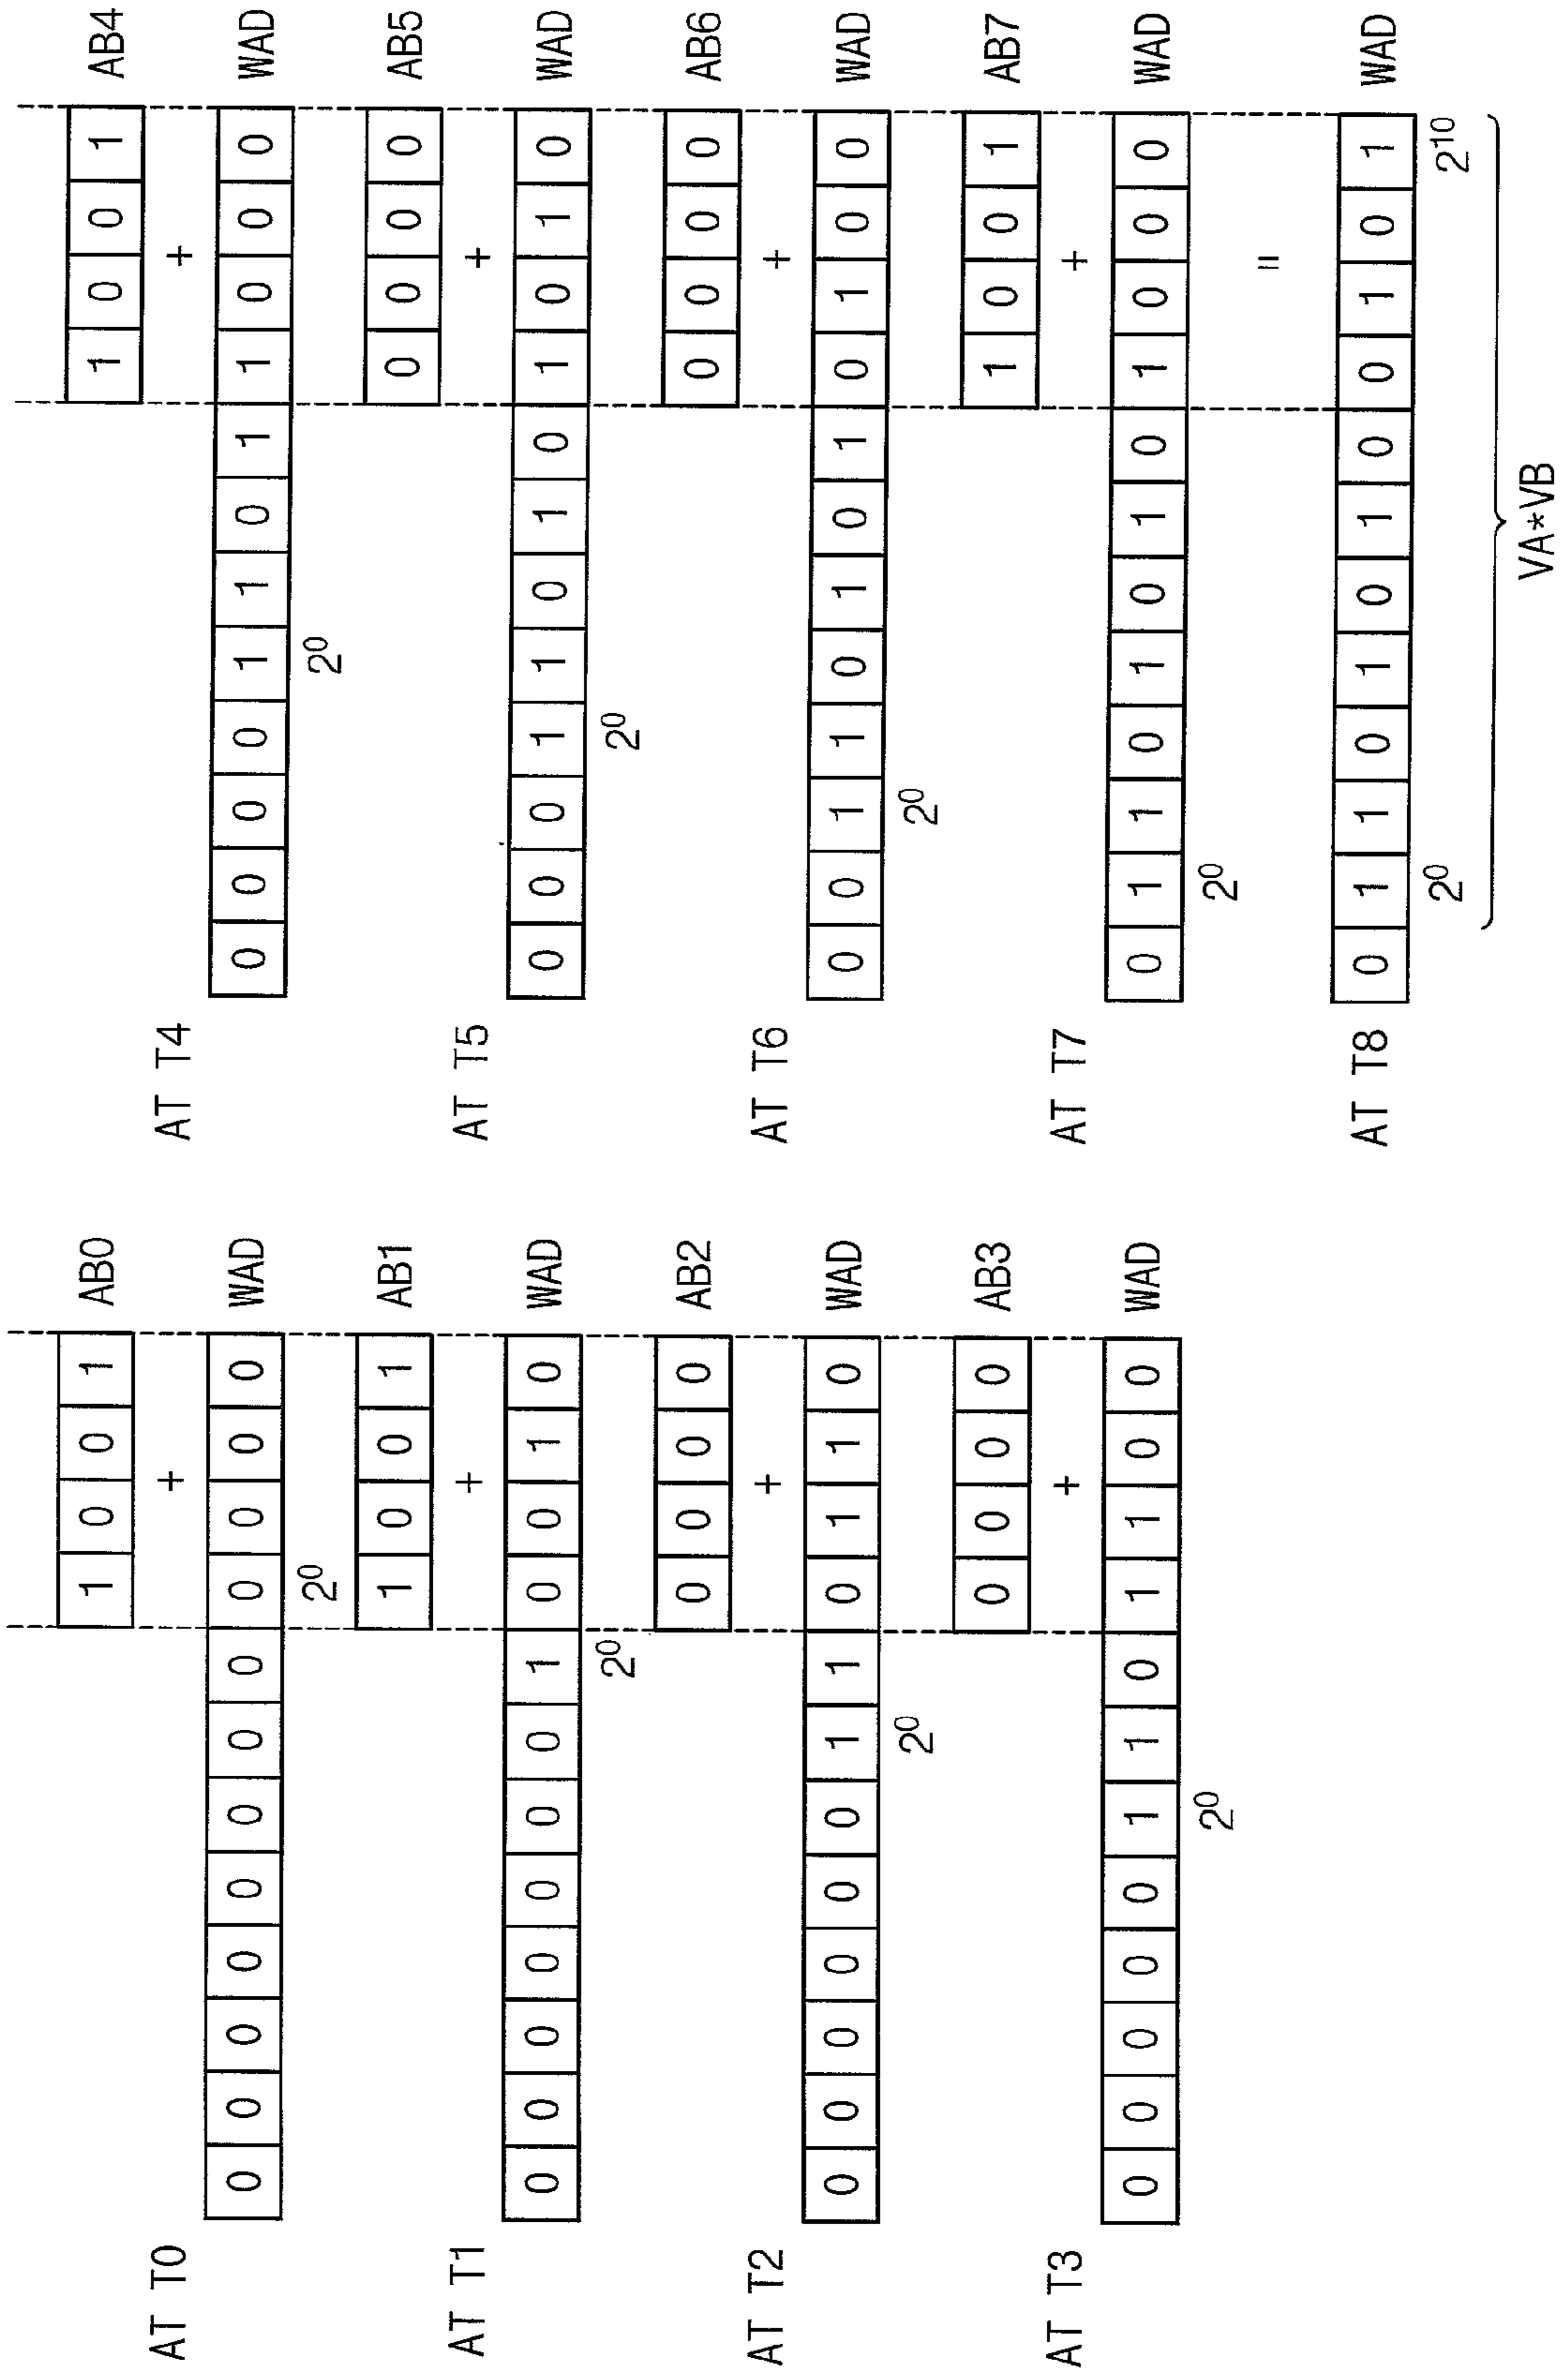 1 0 0 1 AB0
+
AT T0
0 0 0 0 0 0 0 0 0 0 0 0 WAD
2⁰
1 0 0 1 AB1
+
AT T1
0 0 0 0 0 0 0 1 0 0 1 0 WAD
2⁰
0 0 0 0 AB2
+
AT T2
0 0 0 0 0 0 1 1 0 1 1 0 WAD
2⁰
0 0 0 0 AB3
+
AT T3
0 0 0 0 0 1 1 0 1 1 0 0 WAD
2⁰
1 0 0 1 AB4
+
AT T4
0 0 0 0 1 1 0 1 1 0 0 0 WAD
2⁰
0 0 0 0 AB5
+
AT T5
0 0 0 1 1 0 1 0 1 0 1 0 WAD
2⁰
0 0 0 0 AB6
+
AT T6
0 0 1 1 0 1 0 1 0 1 0 0 WAD
2⁰
1 0 0 1 AB7
+
AT T7
0 1 1 0 1 0 1 0 1 0 0 0 WAD
2⁰
=
AT T8
0 1 1 0 1 0 1 0 0 1 0 1 WAD
2⁰ 2¹⁰
VA*VB